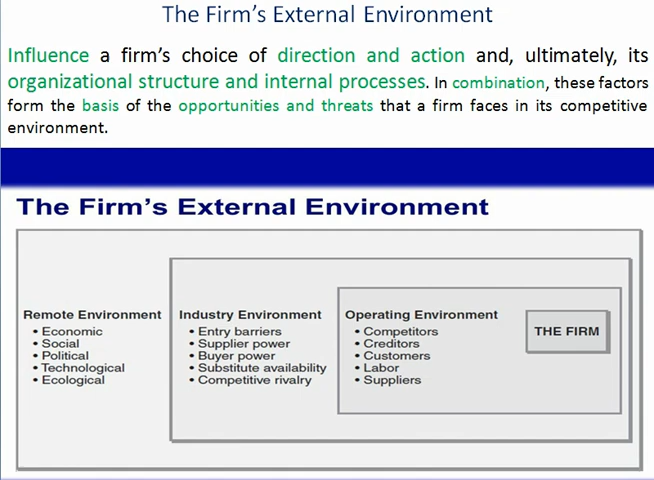 The Firm's External Environment
Influence a firm's choice of direction and action and, ultimately, its
organizational structure and internal processes. In combination, these factors
form the basis of the opportunities and threats that a firm faces in its competitive
environment.
The Firm's External Environment
Remote Environment
• Economic
• Social
• Political
• Technological
• Ecological
Industry Environment
• Entry barriers
• Supplier power
• Buyer power
• Substitute availability
• Competitive rivalry
Operating Environment
• Competitors
• Creditors
• Customers
• Labor
• Suppliers
THE FIRM